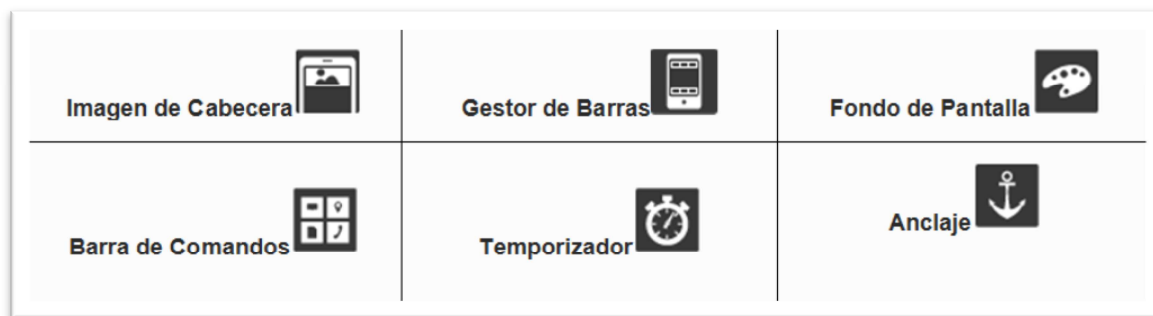 Imagen de Cabecera
Gestor de Barras
Fondo de Pantalla
Barra de Comandos
Temporizador
Anclaje